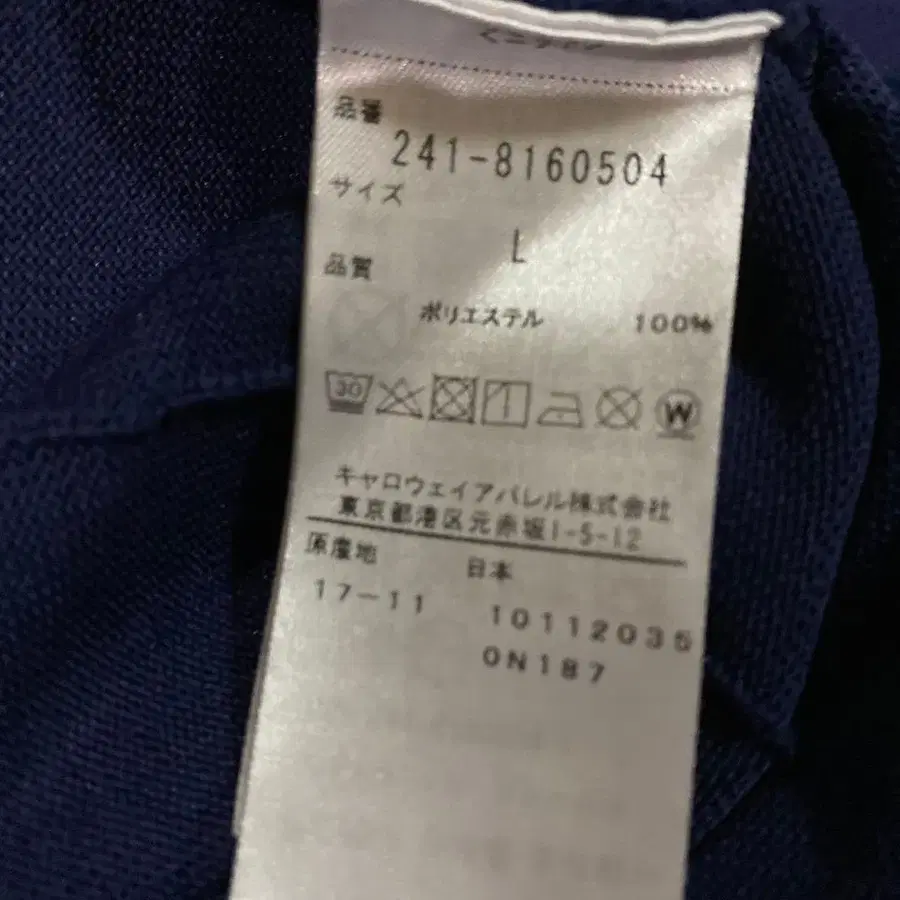 品番
241-8160504
サイズ
L
品質
ポリエステル 100%
30 W
キャロウェイアパレル株式会社
東京都港区元赤坂1-5-12
原産地 日本
17-11 10112035
0N187